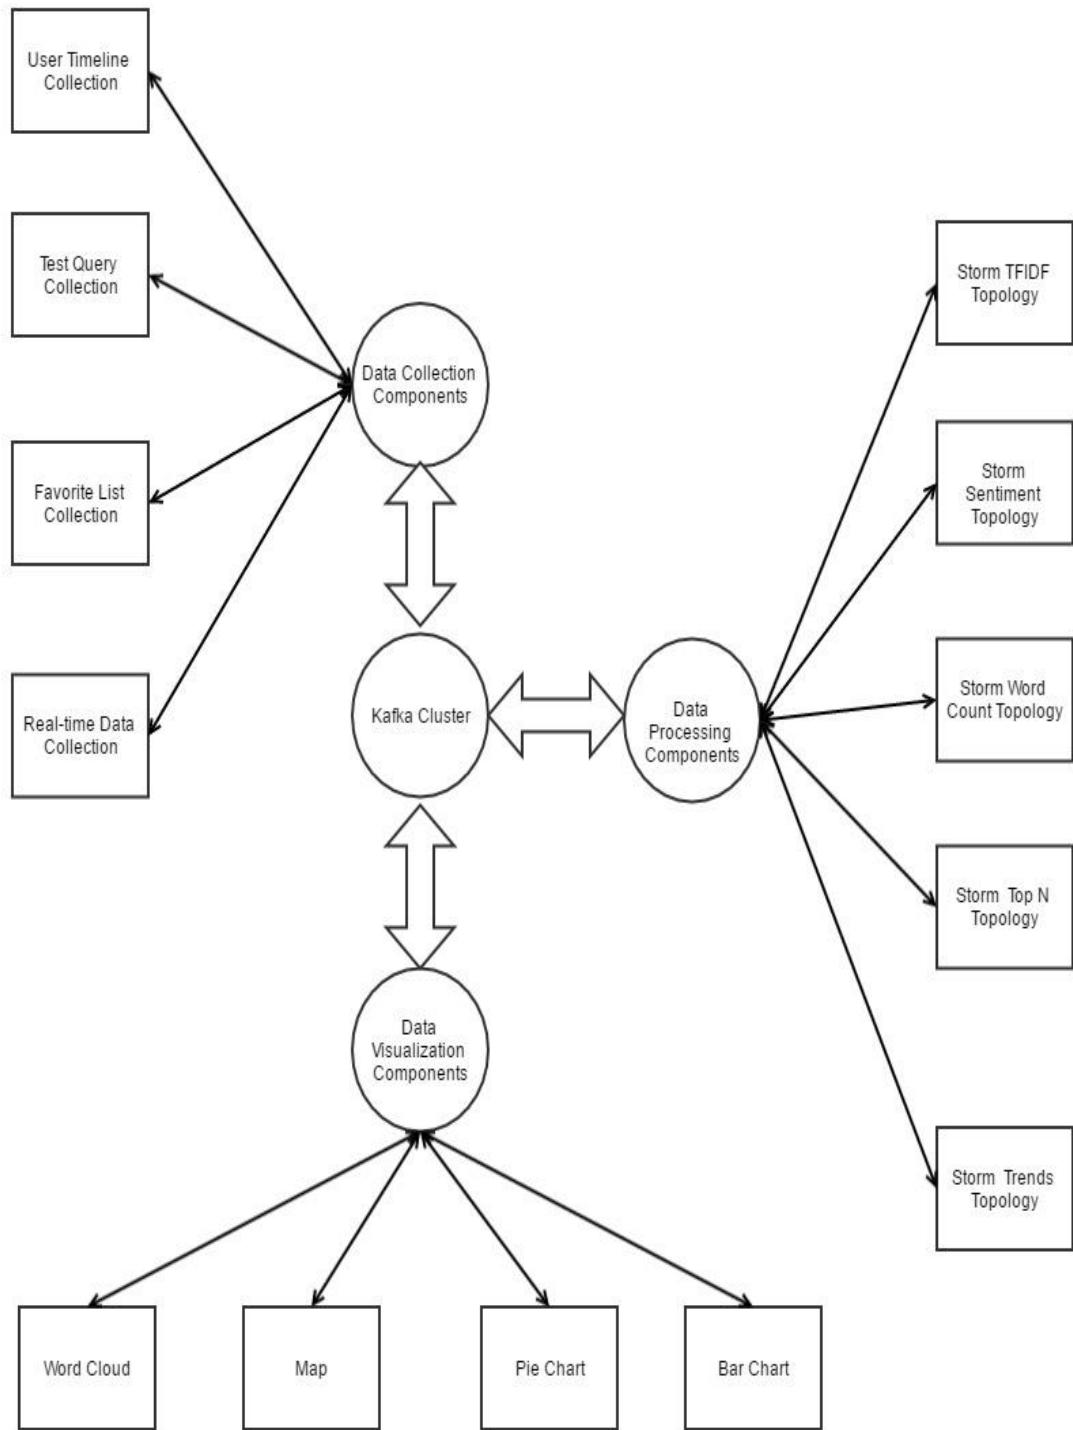 User Timeline
Collection
Test Query
Collection
Favorite List
Collection
Real-time Data
Collection
Data Collection
Components
Kafka Cluster
Data
Processing
Components
Storm TFIDF
Topology
Storm
Sentiment
Topology
Storm Word
Count Topology
Storm Top N
Topology
Storm Trends
Topology
Data
Visualization
Components
Word Cloud
Map
Pie Chart
Bar Chart